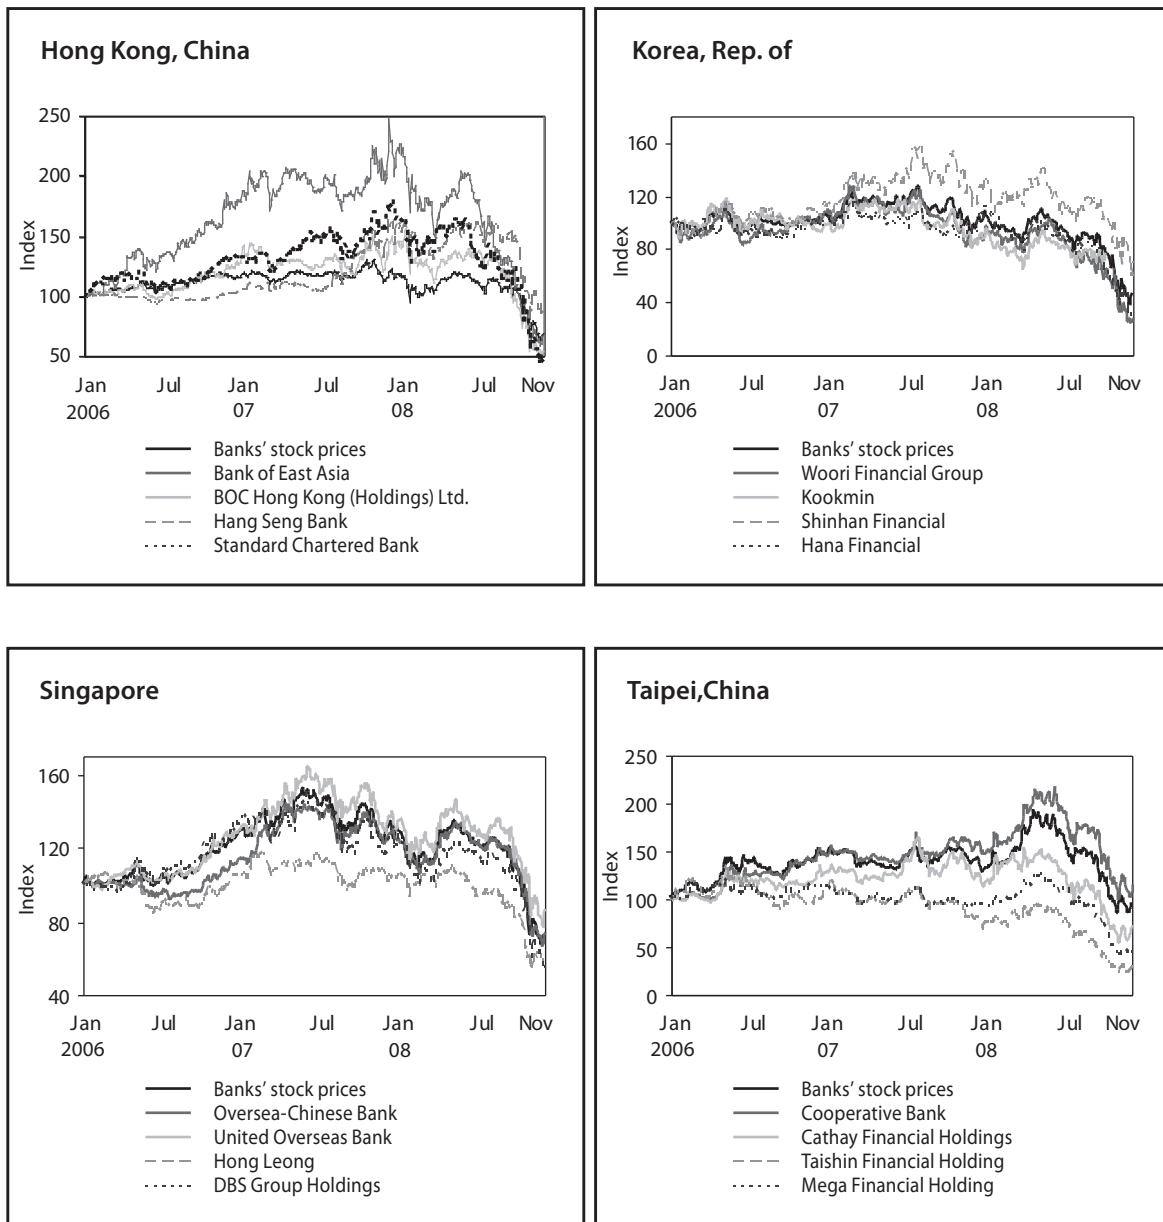 Hong Kong, China
250
200
150
100
50
Index
Jan Jul Jan Jul Jan Jul Nov
2006 07 08
Banks' stock prices
Bank of East Asia
BOC Hong Kong (Holdings) Ltd.
Hang Seng Bank
Standard Chartered Bank
Korea, Rep. of
160
120
80
40
0
Index
Jan Jul Jan Jul Jan Jul Nov
2006 07 08
Banks' stock prices
Woori Financial Group
Kookmin
Shinhan Financial
Hana Financial
Singapore
160
120
80
40
Index
Jan Jul Jan Jul Jan Jul Nov
2006 07 08
Banks' stock prices
Oversea-Chinese Bank
United Overseas Bank
Hong Leong
DBS Group Holdings
Taipei,China
250
200
150
100
50
0
Index
Jan Jul Jan Jul Jan Jul Nov
2006 07 08
Banks' stock prices
Cooperative Bank
Cathay Financial Holdings
Taishin Financial Holding
Mega Financial Holding